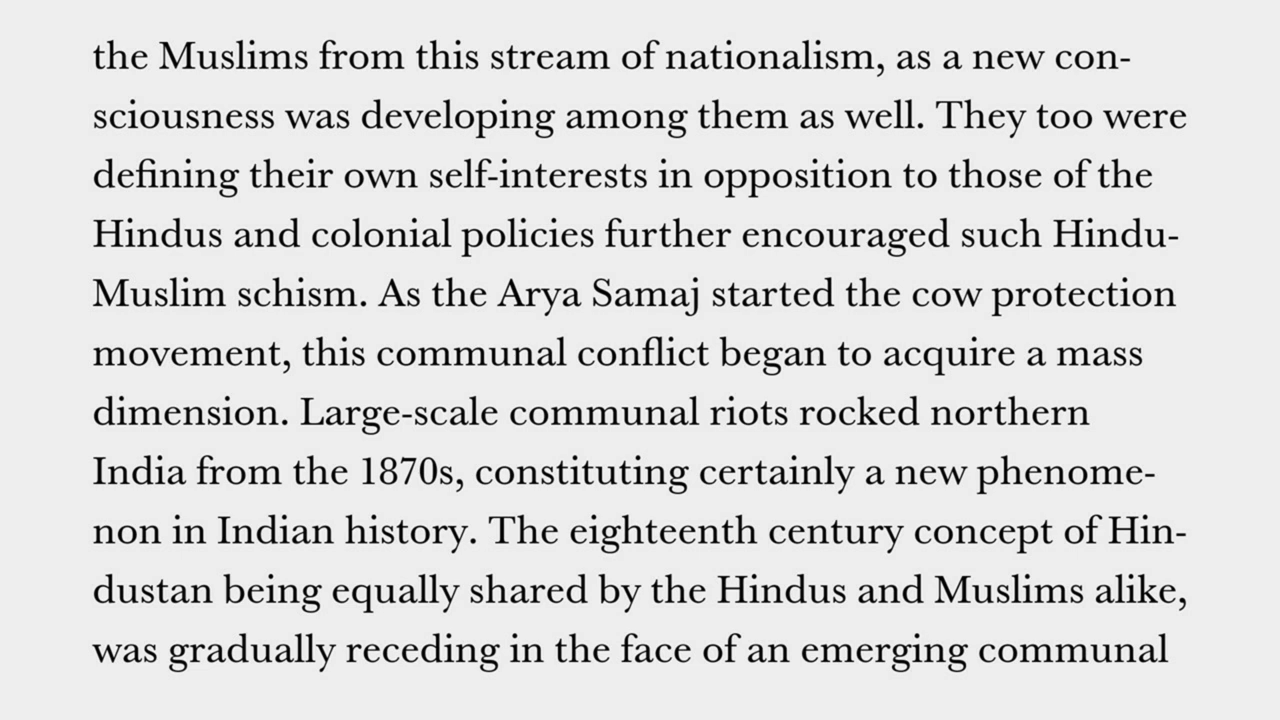 the Muslims from this stream of nationalism, as a new con-
sciousness was developing among them as well. They too were
defining their own self-interests in opposition to those of the
Hindus and colonial policies further encouraged such Hindu-
Muslim schism. As the Arya Samaj started the cow protection
movement, this communal conflict began to acquire a mass
dimension. Large-scale communal riots rocked northern
India from the 1870s, constituting certainly a new phenome-
non in Indian history. The eighteenth century concept of Hin-
dustan being equally shared by the Hindus and Muslims alike,
was gradually receding in the face of an emerging communal